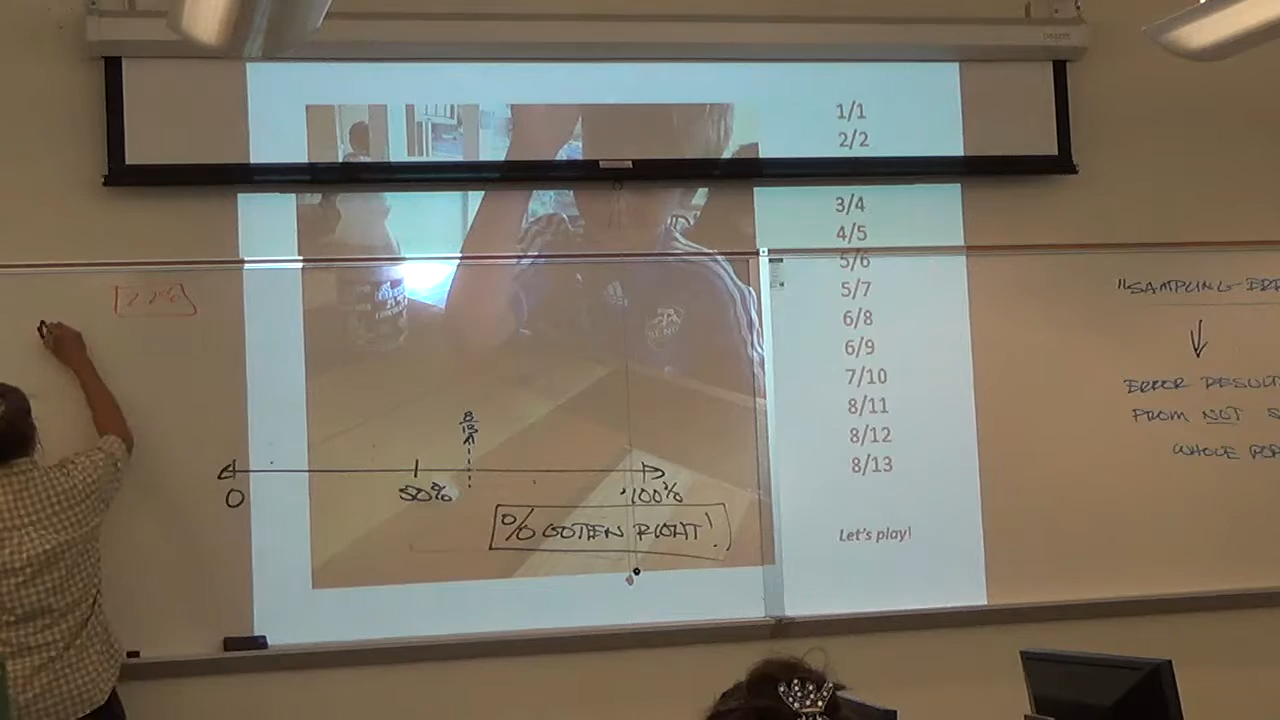 1/1
2/2
3/4
4/5
5/6
5/7
6/8
6/9
7/10
8/11
8/12
8/13
Let's play!
8/13
0
50%
100%
% GOTEN RIGHT!
"SAMPLING ERR
ERROR RESULT
FROM NOT S
WHOLE POP